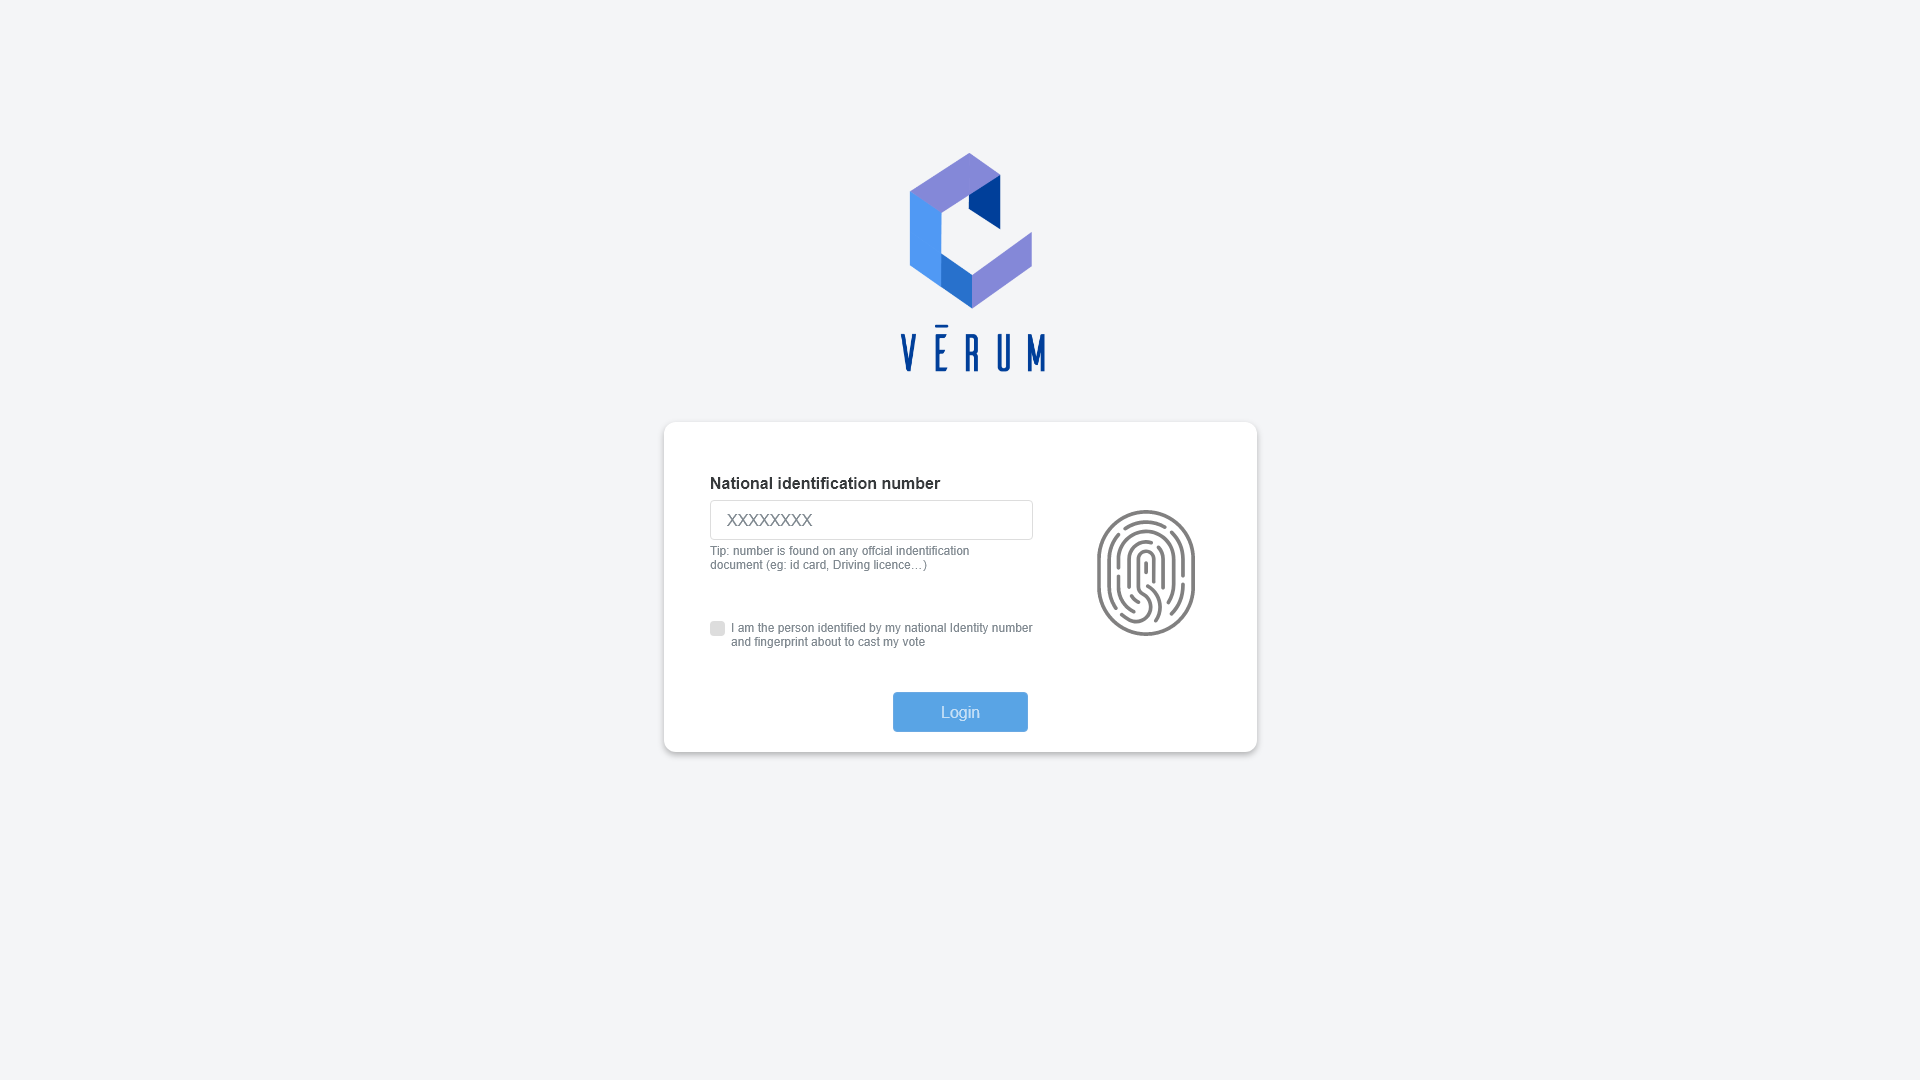 VĒRUM
National identification number
XXXXXXXX
Tip: number is found on any offcial indentification
document (eg: id card, Driving licence...)
I am the person identified by my national Identity number
and fingerprint about to cast my vote
Login